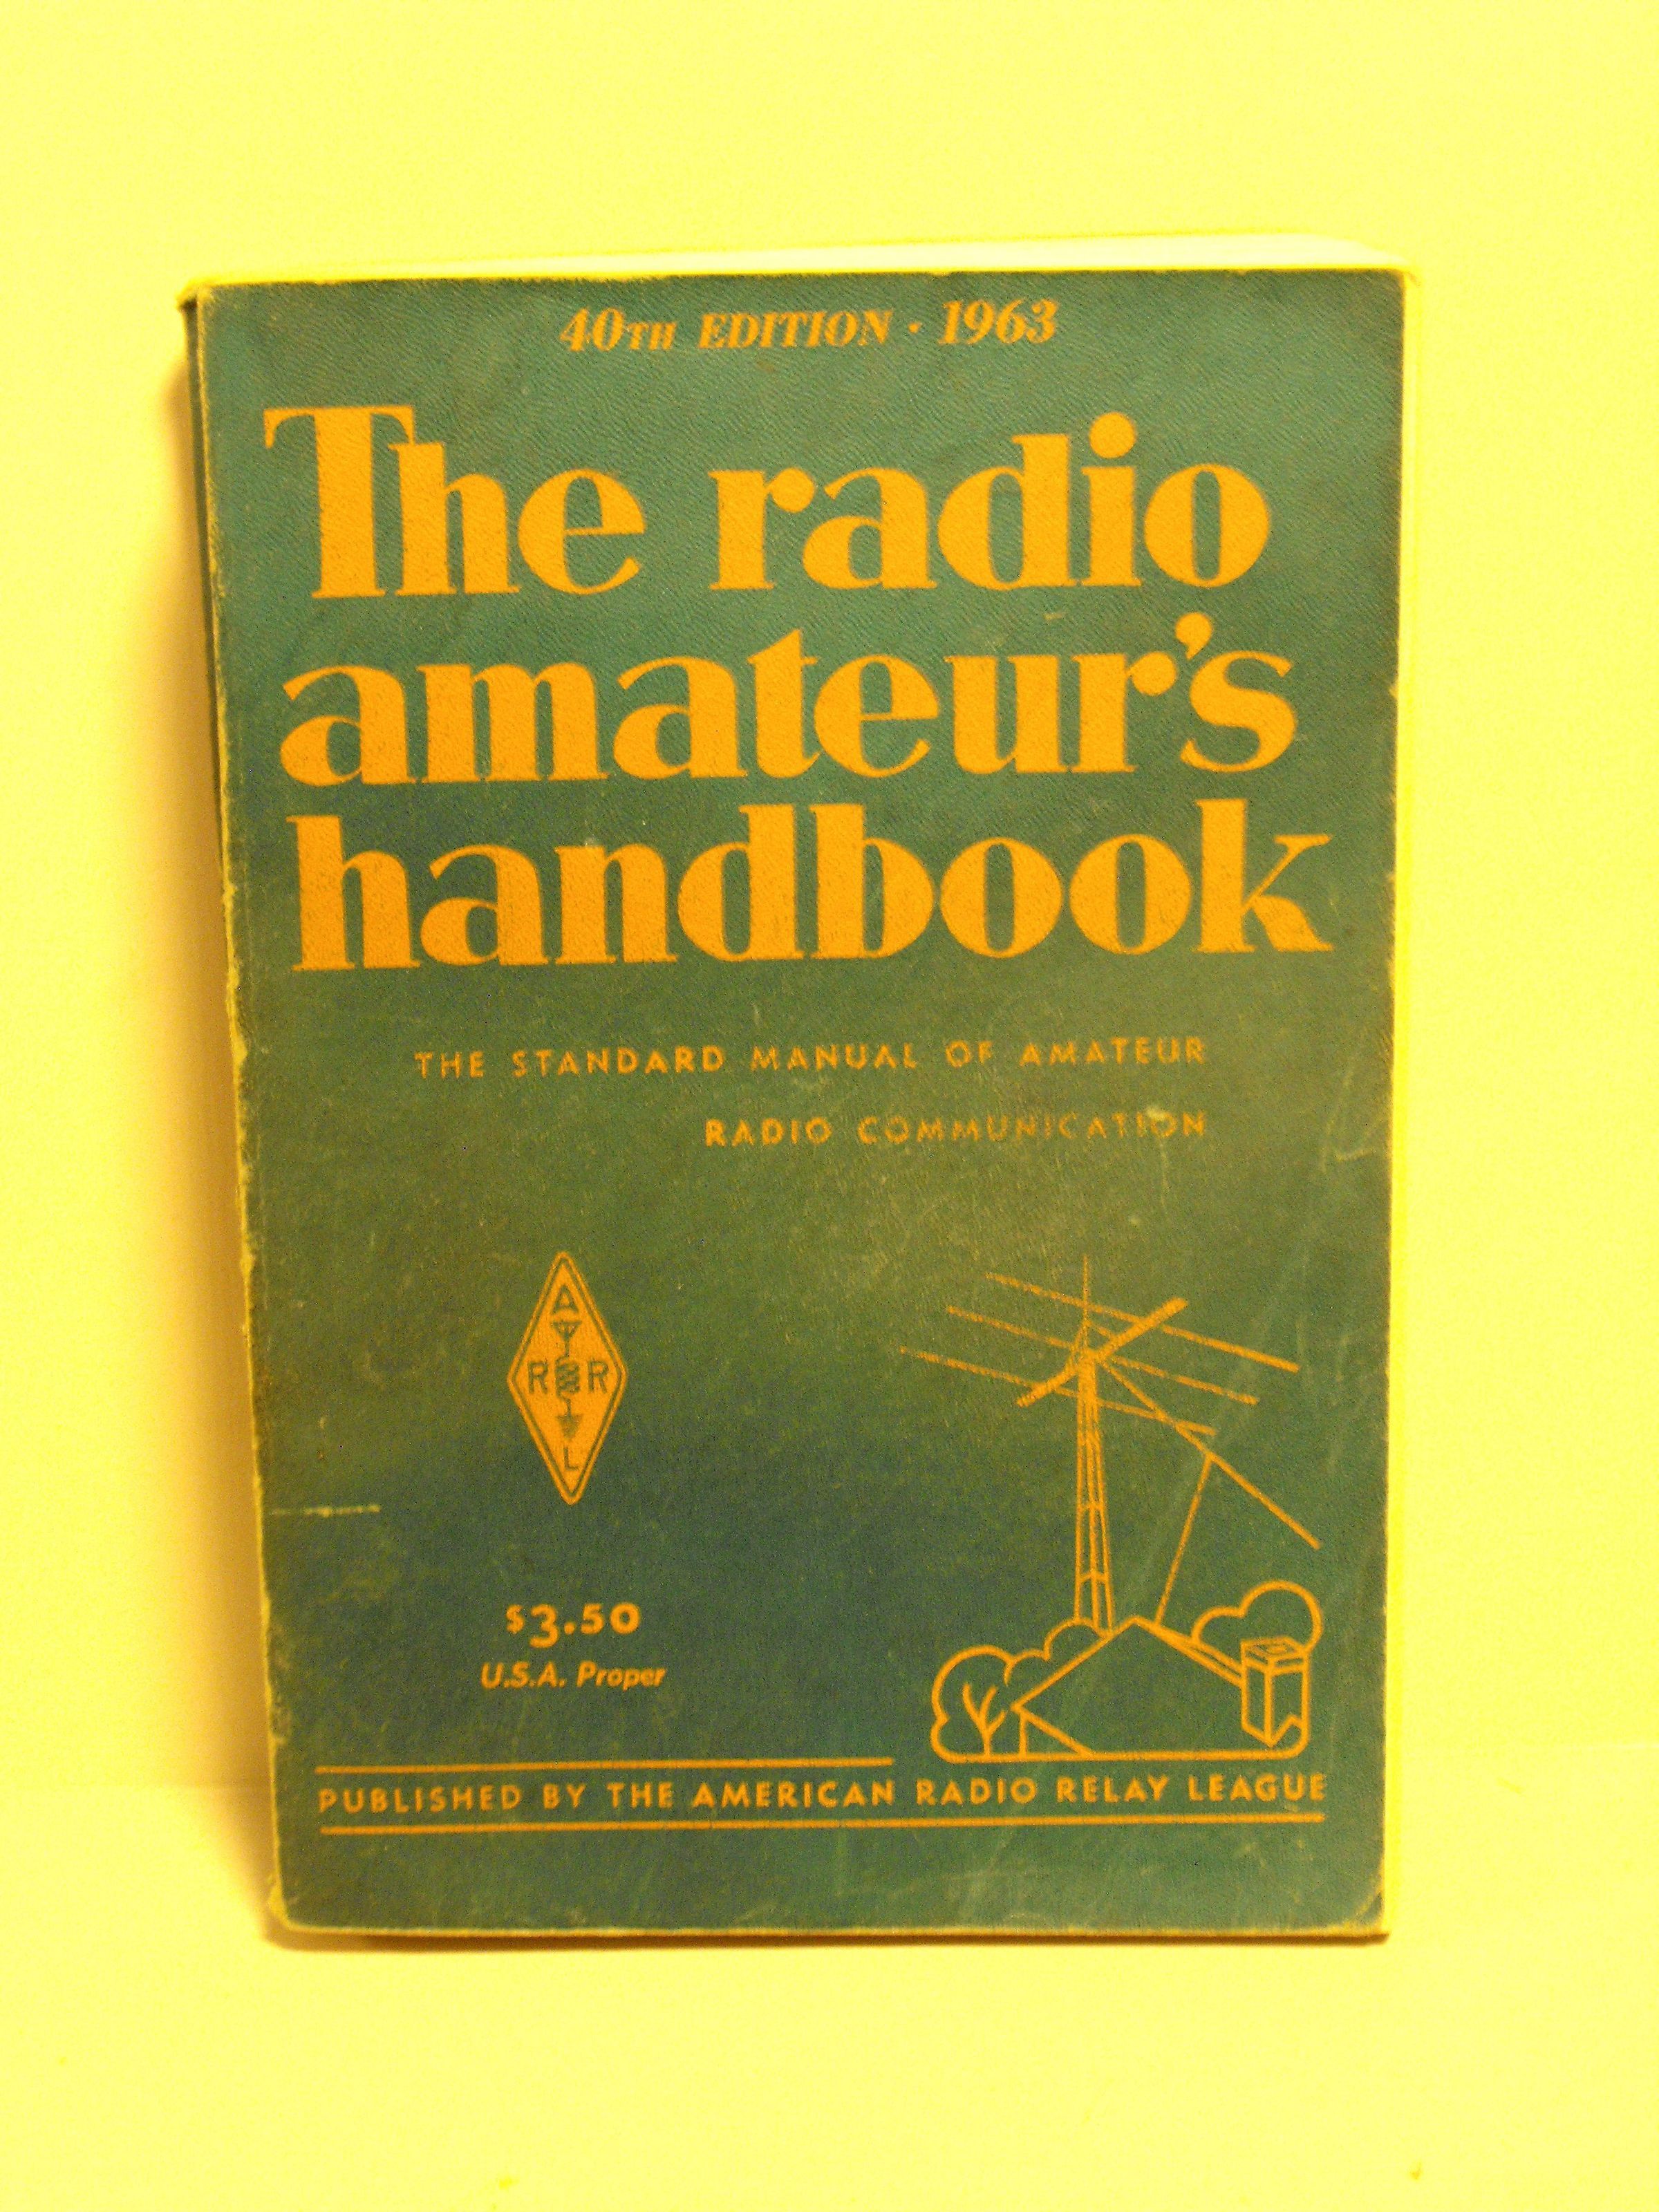 40TH EDITION · 1963
The radio
amateur's
handbook
THE STANDARD MANUAL OF AMATEUR
RADIO COMMUNICATION
A
R R
L
$3.50
U.S.A. Proper
PUBLISHED BY THE AMERICAN RADIO RELAY LEAGUE